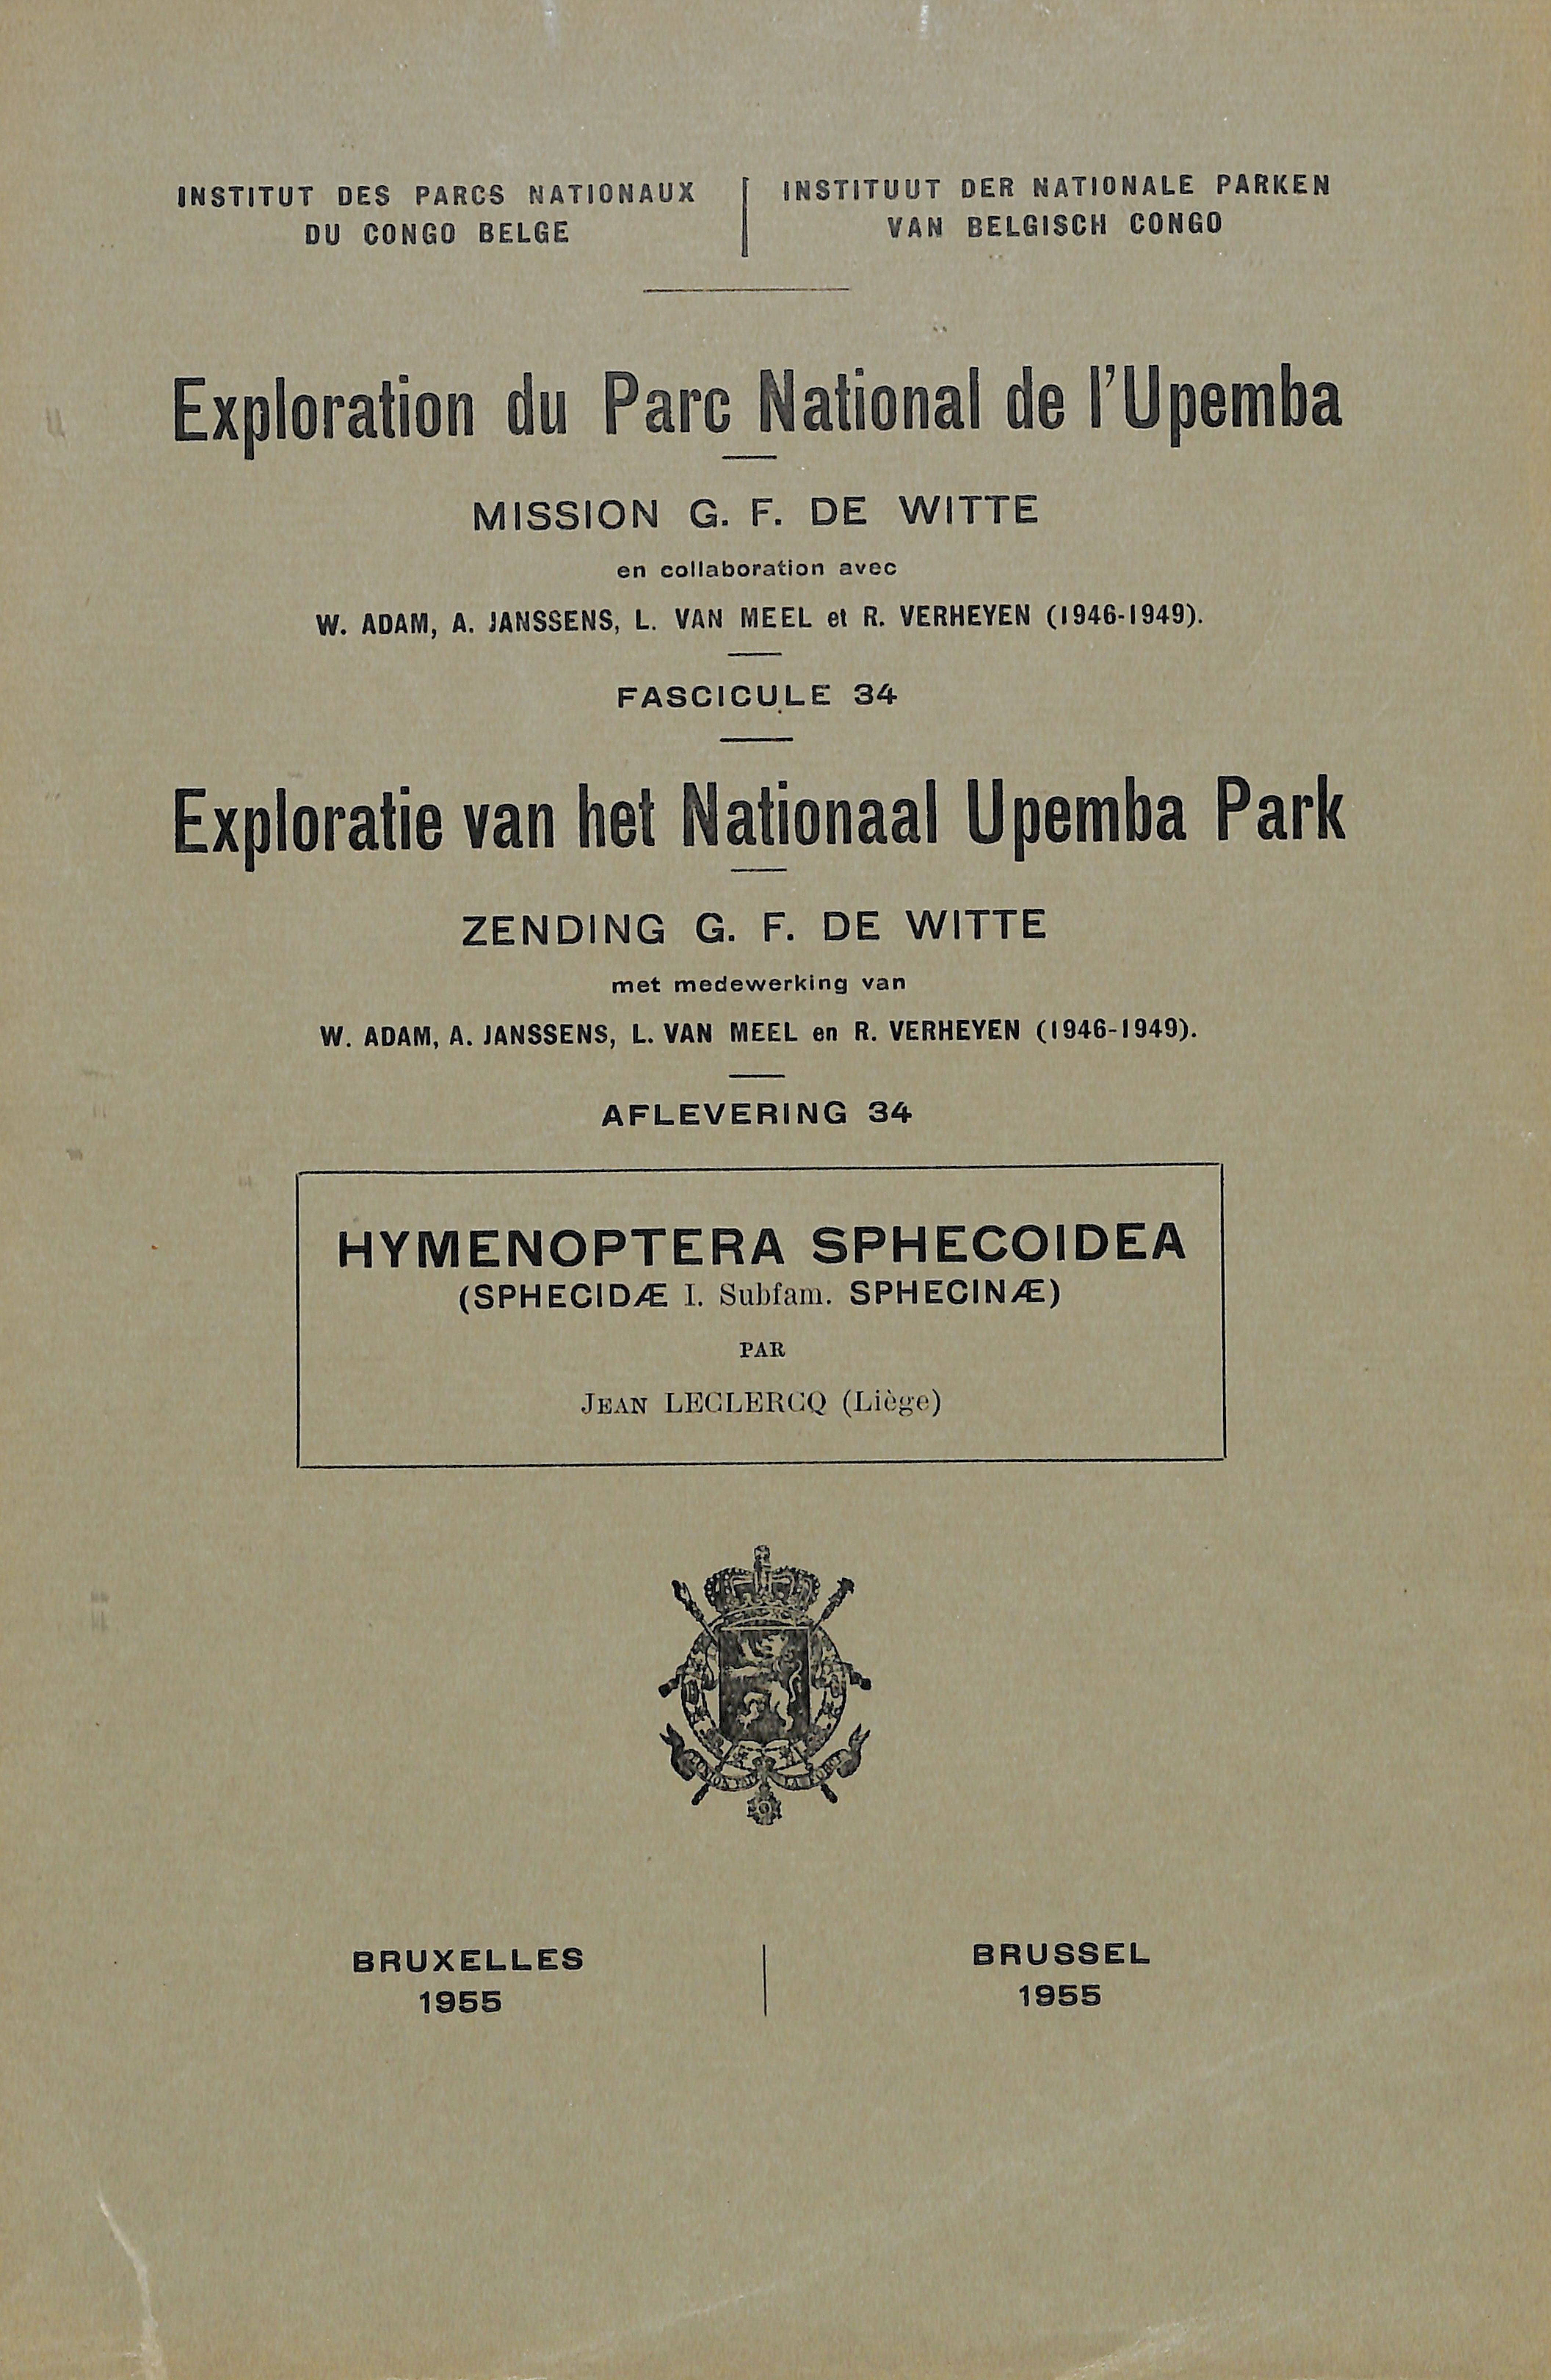 INSTITUT DES PARCS NATIONAUX
DU CONGO BELGE
INSTITUUT DER NATIONALE PARKEN
VAN BELGISCH CONGO
Exploration du Parc National de l'Upemba
MISSION G. F. DE WITTE
en collaboration avec
W. ADAM, A. JANSSENS, L. VAN MEEL et R. VERHEYEN (1946-1949).
FASCICULE 34
Exploratie van het Nationaal Upemba Park
ZENDING G. F. DE WITTE
met medewerking van
W. ADAM, A. JANSSENS, L. VAN MEEL en R. VERHEYEN (1946-1949).
AFLEVERING 34
HYMENOPTERA SPHECOIDEA
(SPHECIDÆ I. Subfam. SPHECINÆ)
PAR
JEAN LECLERCQ (Liège)
BRUXELLES
1955
BRUSSEL
1955